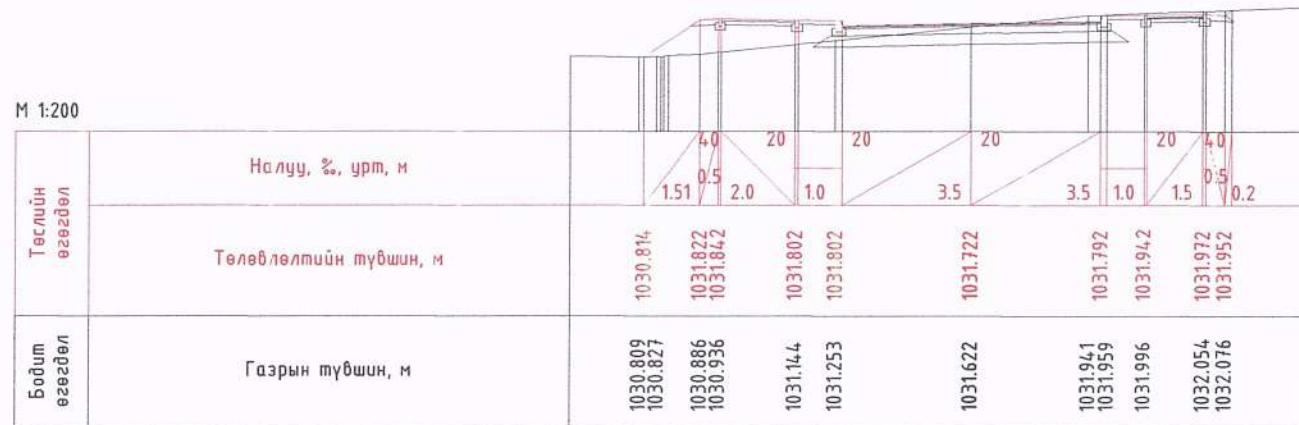 М 1:200
Төслийн өгөгдөл
Налуу, ‰, урт, м
40 20 20 20 20 40
0.5 0.5
1.51 2.0 1.0 3.5 3.5 1.0 1.5 0.2
Төлөвлөлтийн түвшин, м
1030.814 1031.822 1031.842 1031.802 1031.802 1031.722 1031.792 1031.942 1031.972 1031.952
Бодит өгөгдөл
Газрын түвшин, м
1030.809 1030.827 1030.886 1030.936 1031.144 1031.253 1031.622 1031.941 1031.959 1031.996 1032.054 1032.076